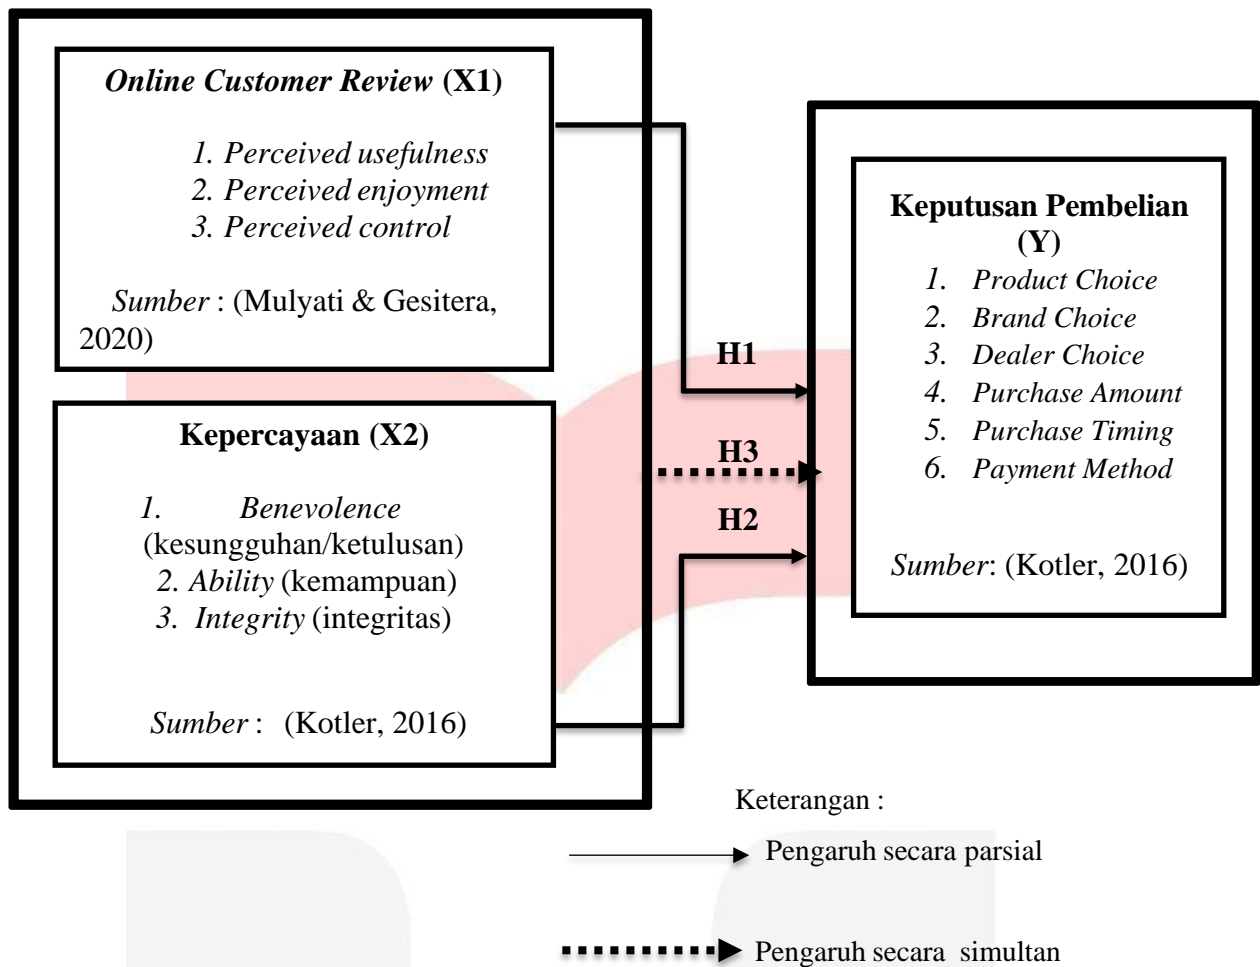 Online Customer Review (X1)
1. Perceived usefulness
2. Perceived enjoyment
3. Perceived control
Sumber : (Mulyati & Gesitera,
2020)
Kepercayaan (X2)
1. Benevolence
(kesungguhan/ketulusan)
2. Ability (kemampuan)
3. Integrity (integritas)
Sumber : (Kotler, 2016)
H1
H3
H2
Keputusan Pembelian
(Y)
1. Product Choice
2. Brand Choice
3. Dealer Choice
4. Purchase Amount
5. Purchase Timing
6. Payment Method
Sumber: (Kotler, 2016)
Keterangan :
Pengaruh secara parsial
Pengaruh secara simultan